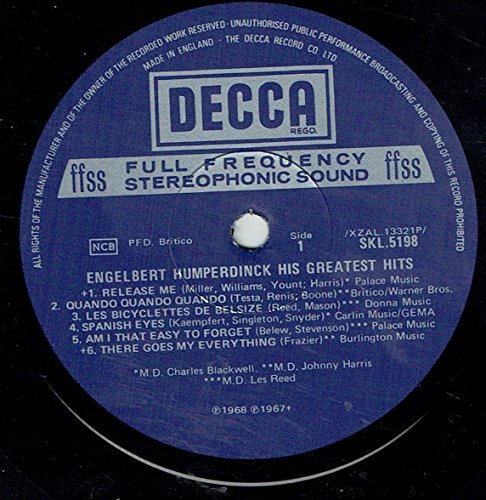 ALL RIGHTS OF THE MANUFACTURER AND OF THE OWNER OF THE RECORDED WORK RESERVED · UNAUTHORISED PUBLIC PERFORMANCE BROADCASTING AND COPYING OF THIS RECORD PROHIBITED
MADE IN ENGLAND · THE DECCA RECORD CO LTD
DECCA
REGD.
ffss FULL FREQUENCY ffss
STEREOPHONIC SOUND
NCB PFD. Britico Side /XZAL.13321P/
1 SKL.5198
ENGELBERT HUMPERDINCK HIS GREATEST HITS
+1. RELEASE ME (Miller, Williams, Yount; Harris)* Palace Music
2. QUANDO QUANDO QUANDO (Testa, Renis; Boone)**Britico/Warner Bros.
3. LES BICYCLETTES DE BELSIZE (Reed, Mason)*** Donna Music
4. SPANISH EYES (Kaempfert, Singleton, Snyder)* Carlin Music/GEMA
5. AM I THAT EASY TO FORGET (Belew, Stevenson)*** Palace Music
+6. THERE GOES MY EVERYTHING (Frazier)** Burlington Music
*M.D. Charles Blackwell. **M.D. Johnny Harris
***M.D. Les Reed
℗1968 ℗1967+